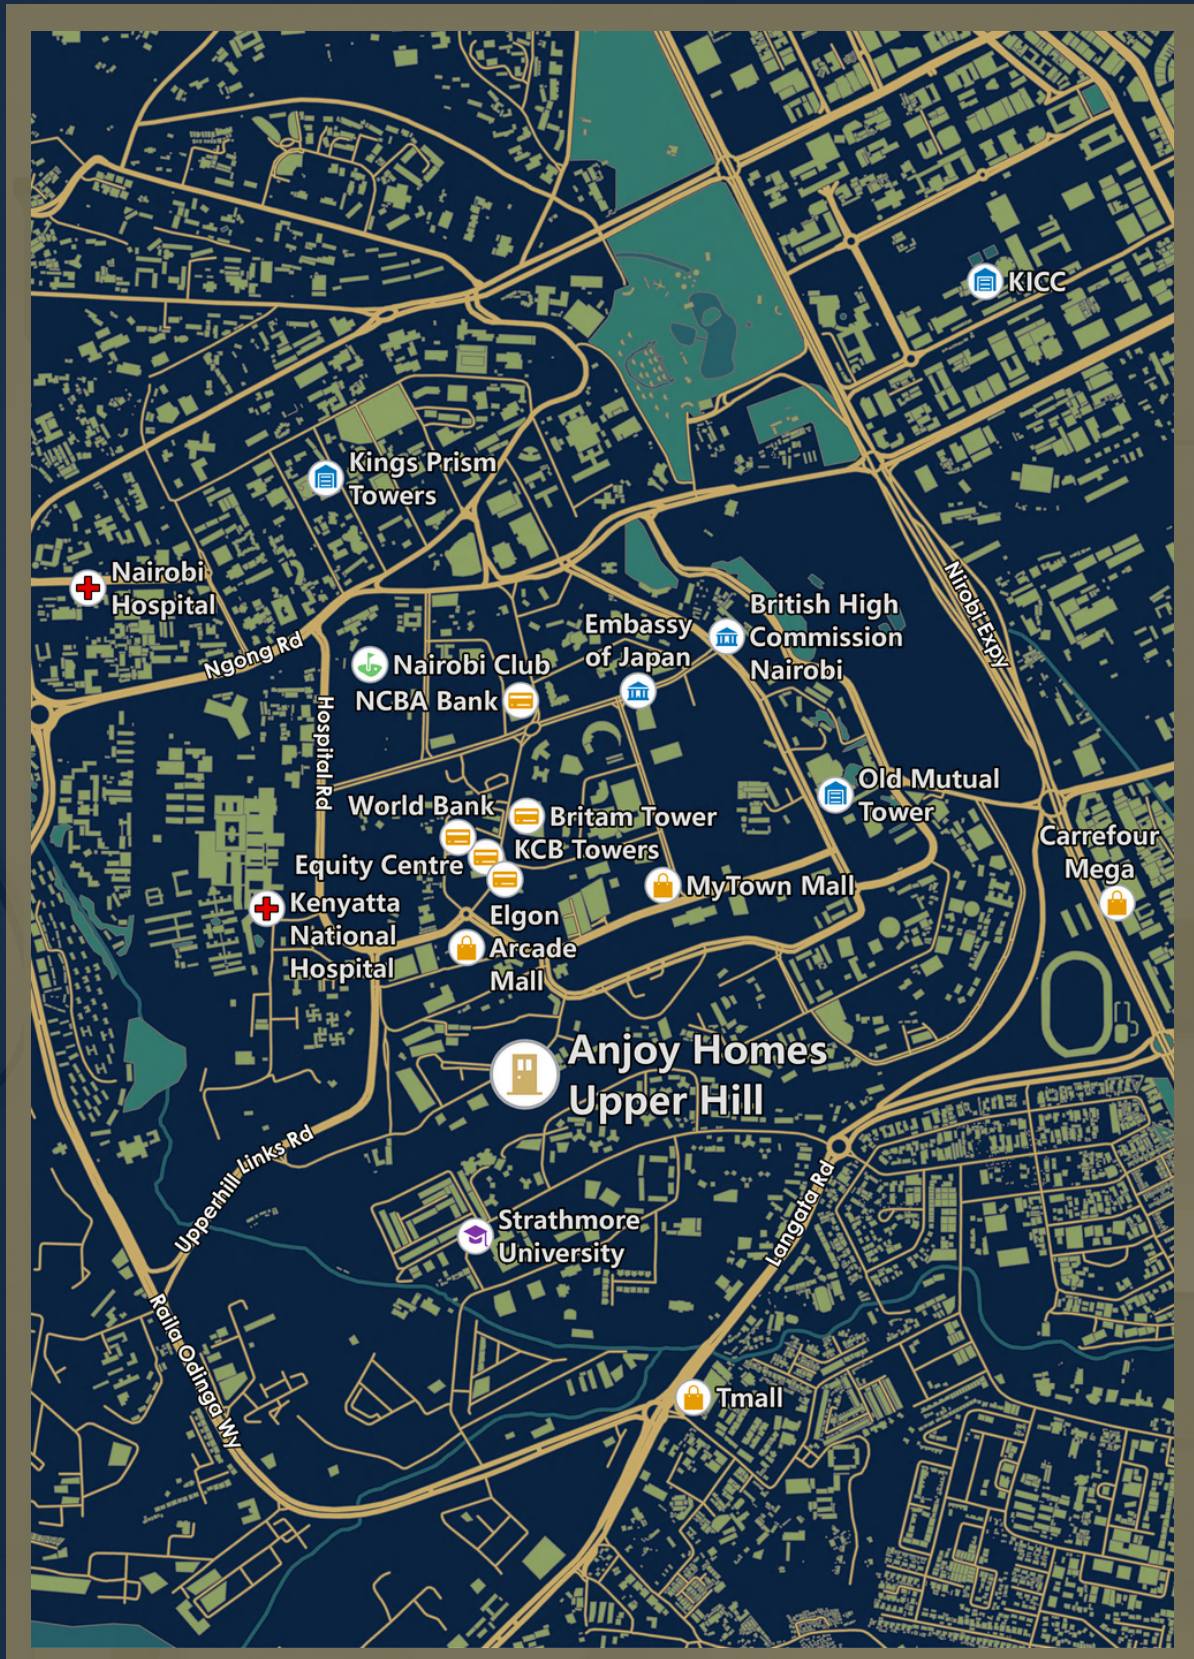 KICC
Kings Prism
Towers
Nairobi
Hospital
Nirobi Expy
British High
Commission
Nairobi
Embassy
of Japan
Ngong Rd
Nairobi Club
NCBA Bank
Hospital Rd
Old Mutual
Tower
World Bank
Britam Tower
KCB Towers
Equity Centre
Carrefour
Mega
MyTown Mall
Kenyatta
National
Hospital
Elgon
Arcade
Mall
Anjoy Homes
Upper Hill
Upperhill Links Rd
Langata Rd
Strathmore
University
Raila Odinga Wy
Tmall